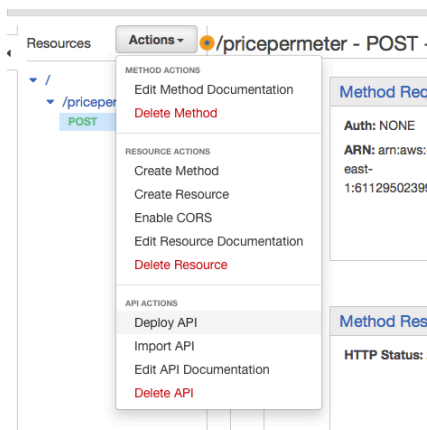 Resources
Actions
/pricepermeter - POST -
/
/priceper
POST
METHOD ACTIONS
Edit Method Documentation
Delete Method
RESOURCE ACTIONS
Create Method
Create Resource
Enable CORS
Edit Resource Documentation
Delete Resource
API ACTIONS
Deploy API
Import API
Edit API Documentation
Delete API
Method Req
Auth: NONE
ARN: arn:aws:
east-
1:61129502399
Method Res
HTTP Status: